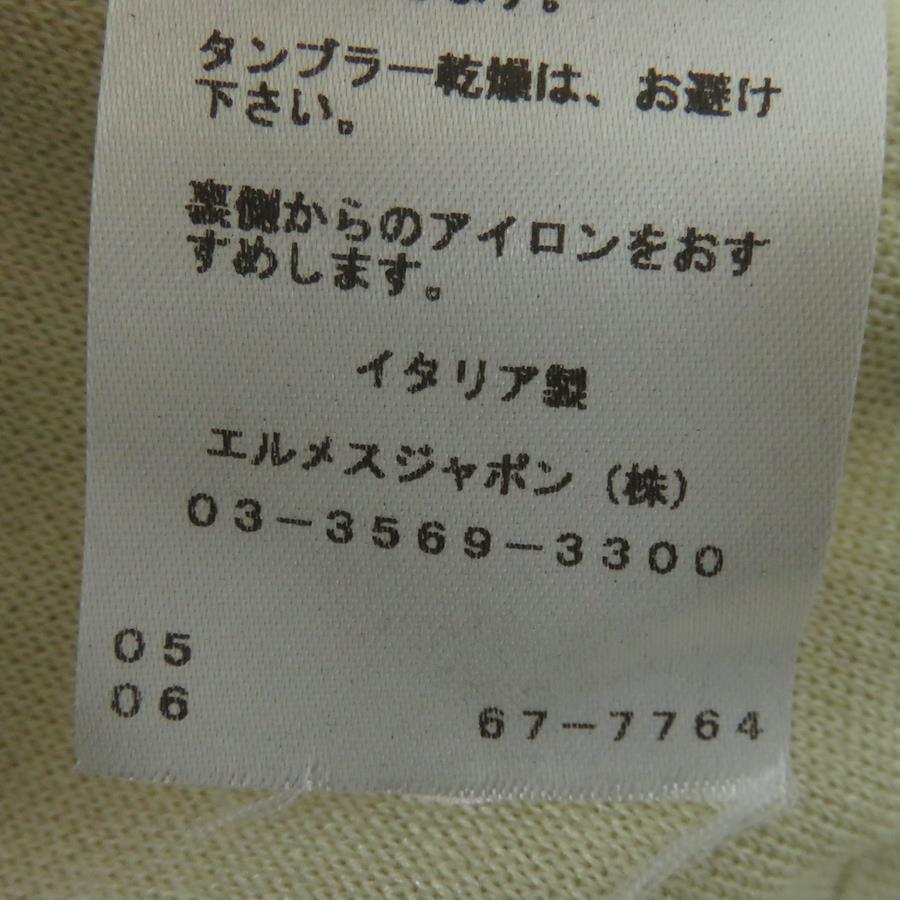 ます。
タンブラー乾燥は、お避け
下さい。
裏側からのアイロンをおす
すめします。
イタリア製
エルメスジャポン（株）
03-3569-3300
05
06
67-7764